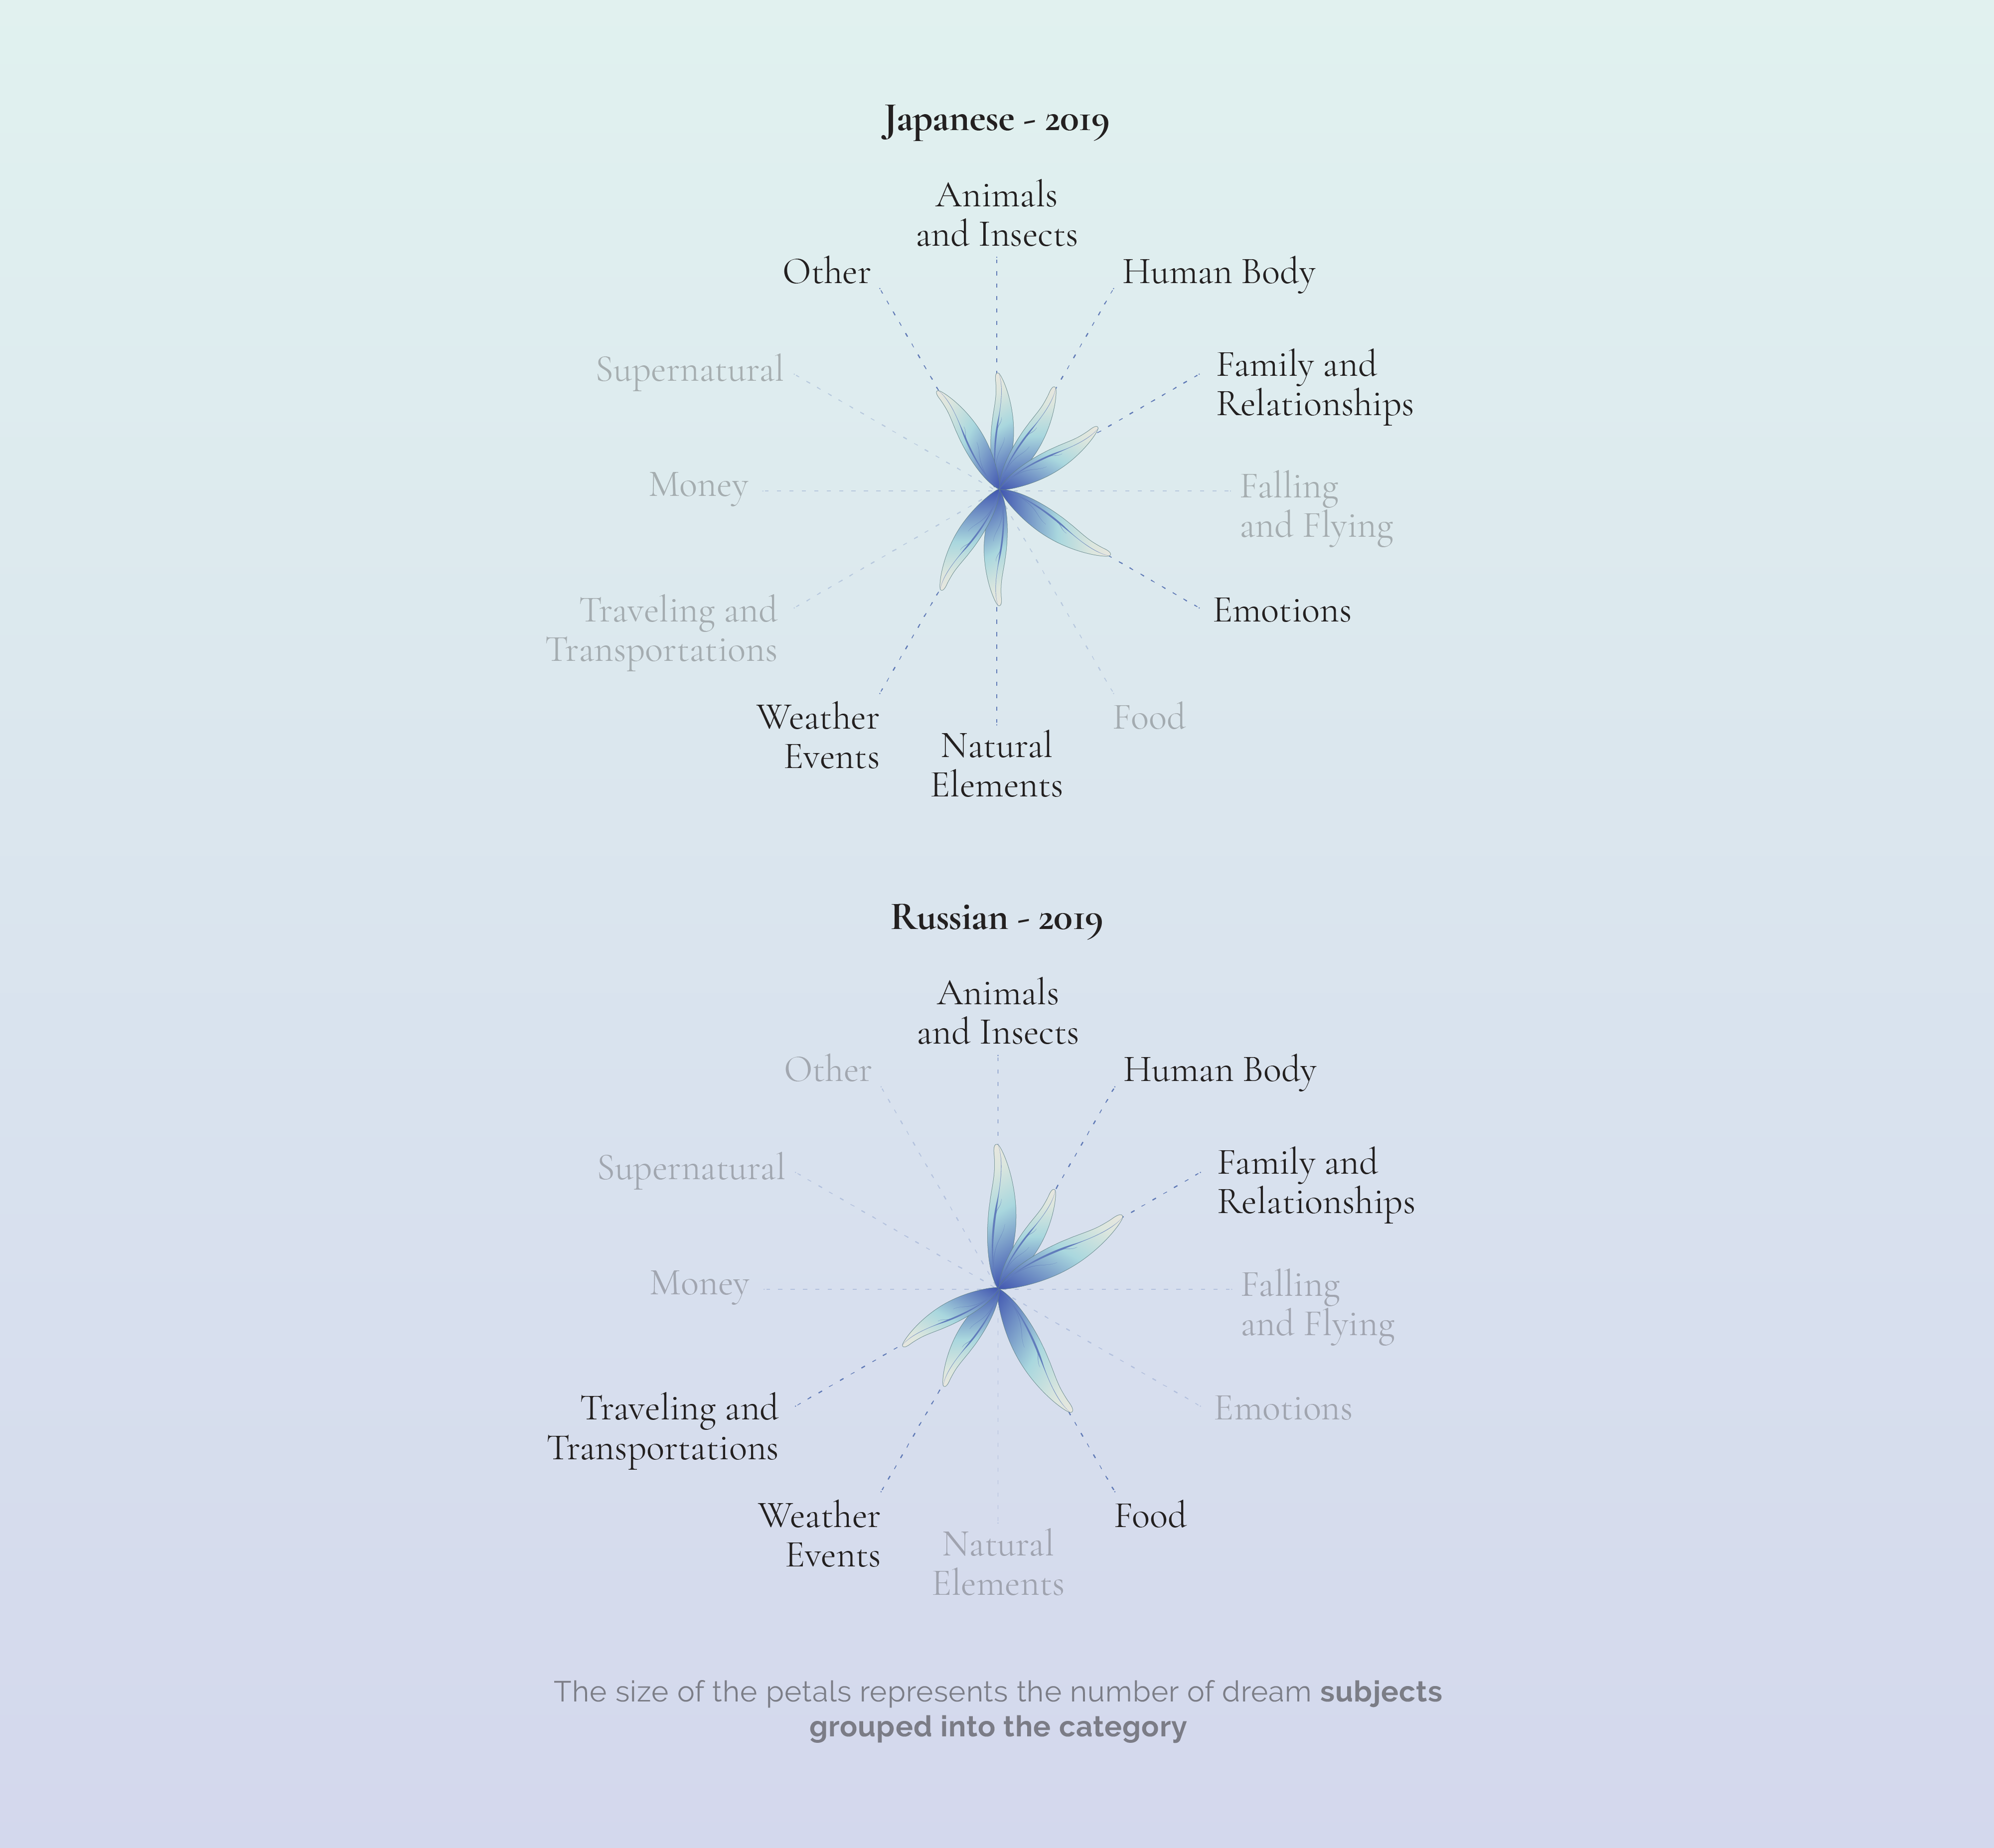 Japanese - 2019
Animals
and Insects
Other
Human Body
Family and
Relationships
Supernatural
Money
Falling
and Flying
Traveling and
Transportations
Emotions
Weather
Events
Food
Natural
Elements
Russian - 2019
Animals
and Insects
Other
Human Body
Family and
Relationships
Supernatural
Money
Falling
and Flying
Traveling and
Transportations
Emotions
Weather
Events
Food
Natural
Elements
The size of the petals represents the number of dream subjects
grouped into the category